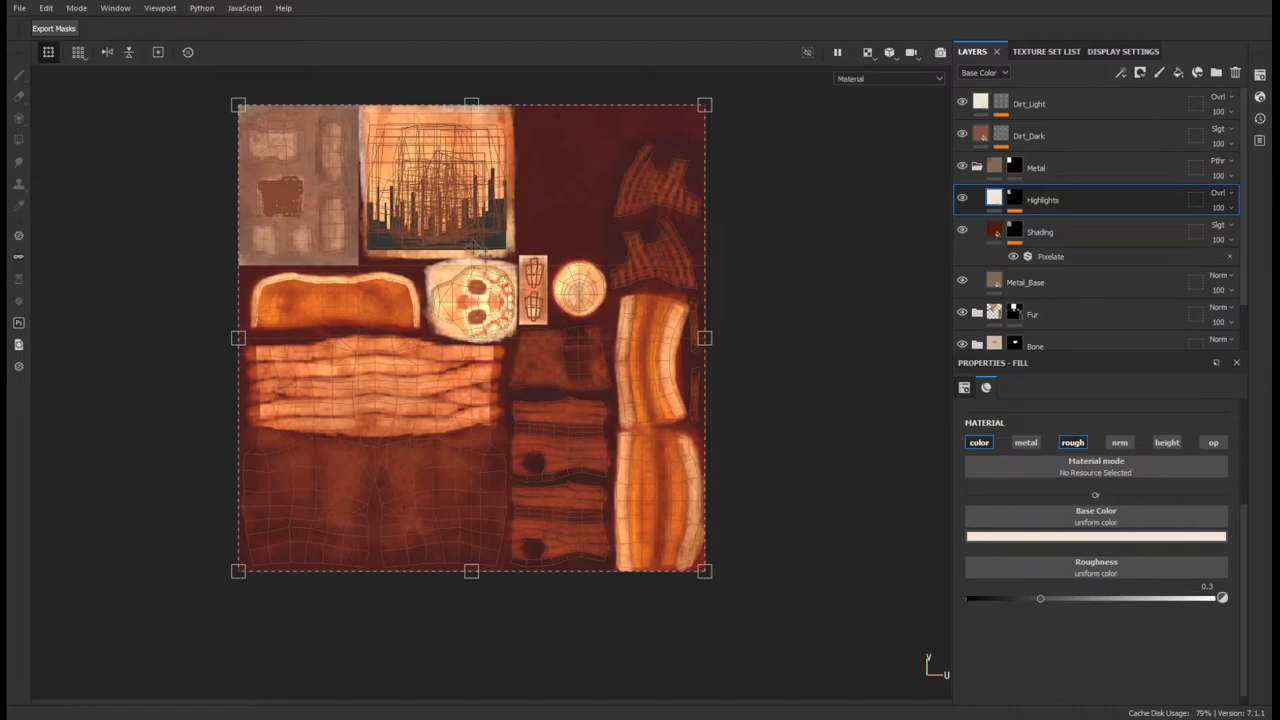 File Edit Mode Window Viewport Python JavaScript Help
Export Masks
LAYERS TEXTURE SET LIST DISPLAY SETTINGS
Base Color
Material
Dirt_Light Ovrl 100
Dirt_Dark Slgt 100
Metal Pthr 100
Highlights Ovrl 100
Shading Slgt 100
Pixelate
Metal_Base Norm 100
Fur Norm 100
Bone Norm
PROPERTIES - FILL
MATERIAL
color metal rough nrm height op
Material mode
No Resource Selected
Or
Base Color
uniform color
Roughness
uniform color
0.3
V
U
Ps
Cache Disk Usage: 79% | Version: 7.1.1